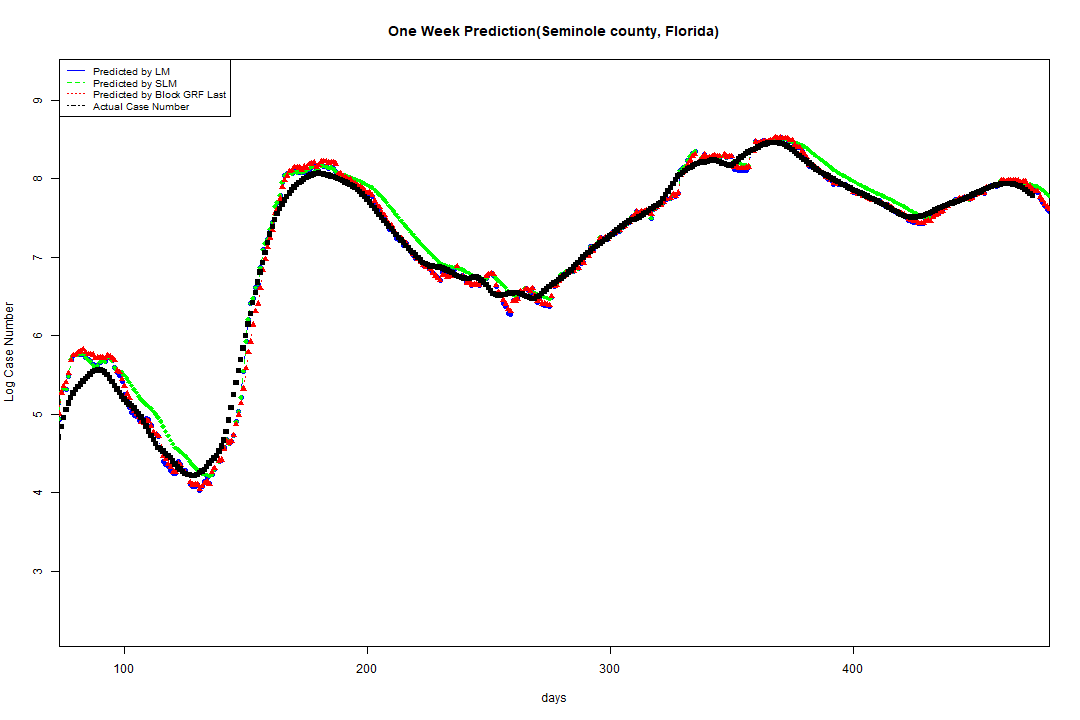 One Week Prediction(Seminole county, Florida)
Predicted by LM
Predicted by SLM
Predicted by Block GRF Last
Actual Case Number
9
8
7
6
5
4
3
Log Case Number
100 200 300 400
days